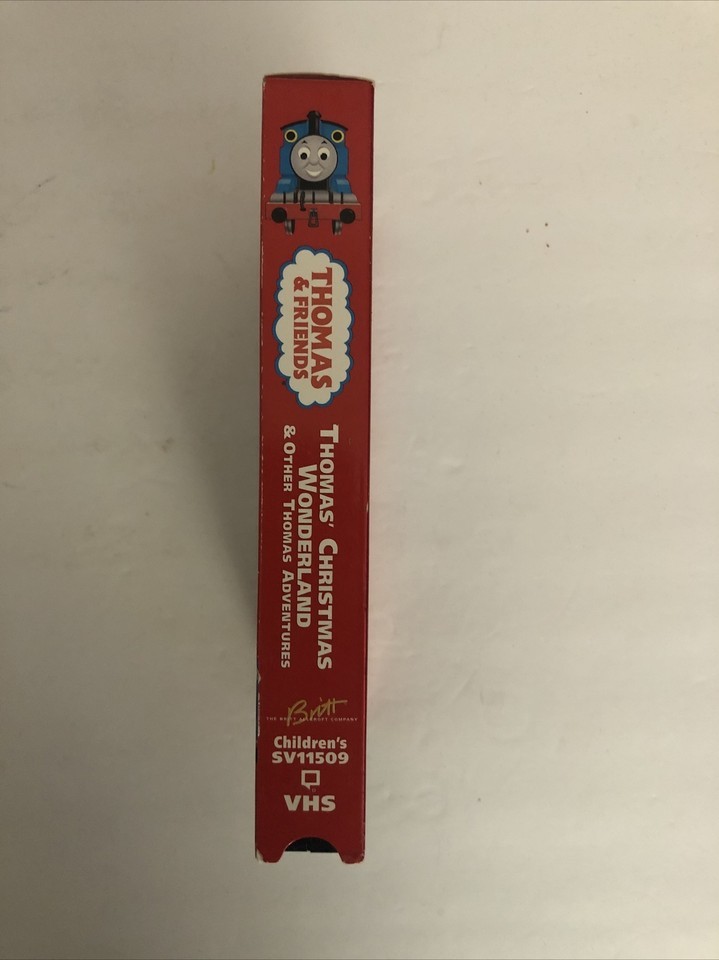 THOMAS
& FRIENDS
THOMAS' CHRISTMAS
WONDERLAND
& OTHER THOMAS ADVENTURES
Britt
THE BRITT ALLCROFT COMPANY
Children's
SV11509
VHS